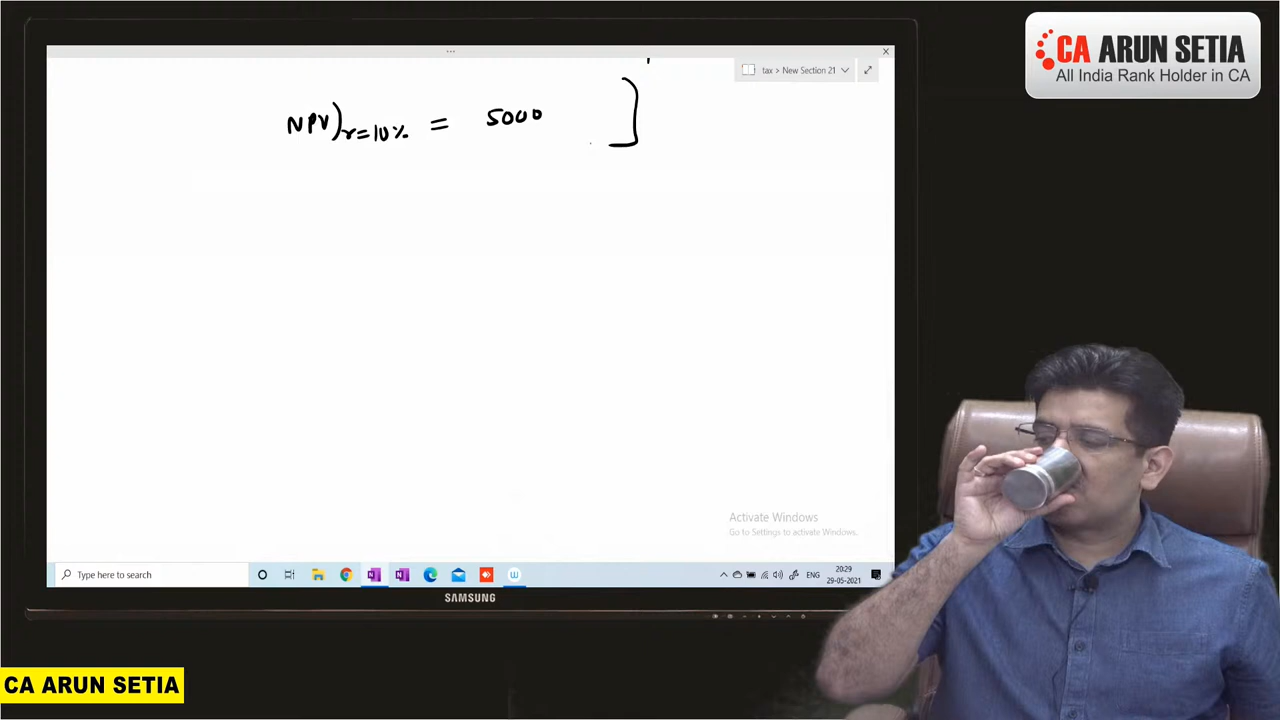 CA ARUN SETIA
All India Rank Holder in CA
tax > New Section 21
NPV)r=10% = 5000 ]
Activate Windows
Go to Settings to activate Windows.
Type here to search
ENG
20:29
29-05-2021
SAMSUNG
CA ARUN SETIA